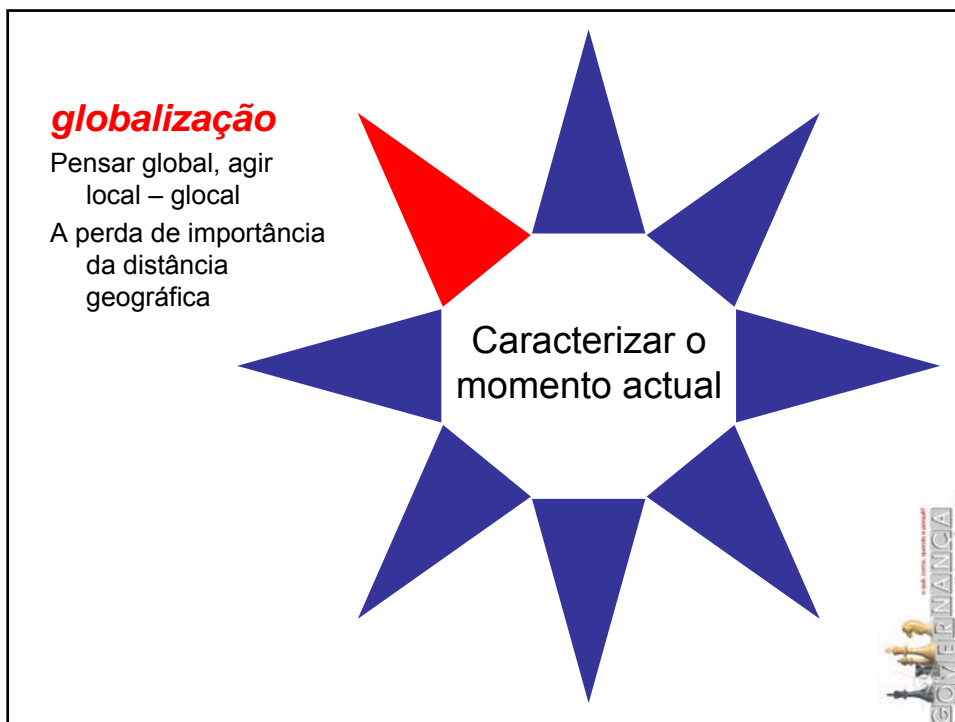 globalização
Pensar global, agir
local – glocal
A perda de importância
da distância
geográfica
Caracterizar o
momento actual
GOVERNANÇA